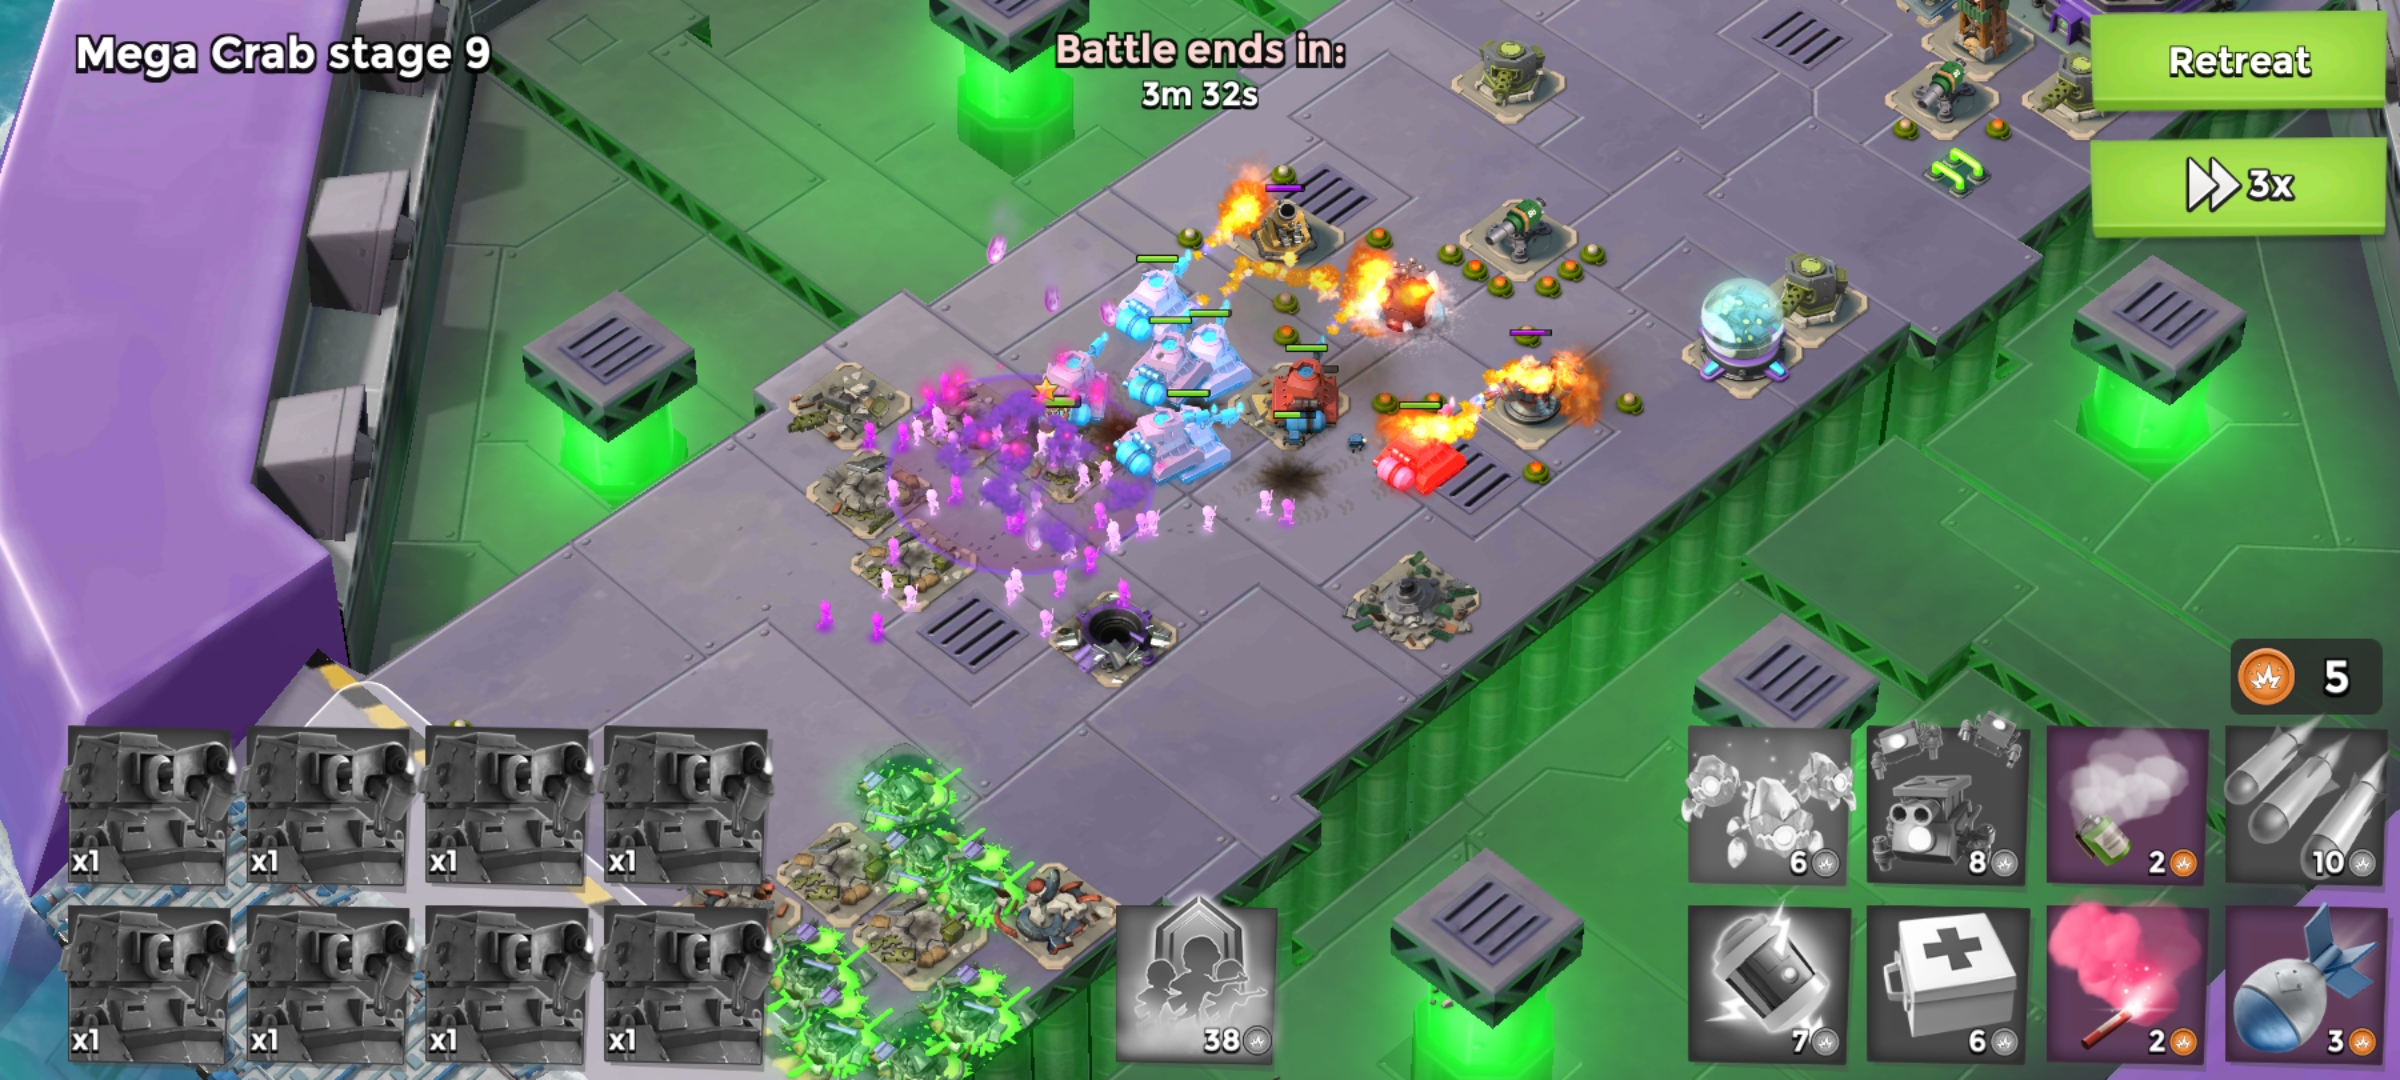 Mega Crab stage 9
Battle ends in:
3m 32s
Retreat
3x
5
x1
x1
x1
x1
6
8
2
10
x1
x1
x1
x1
38
7
6
2
3